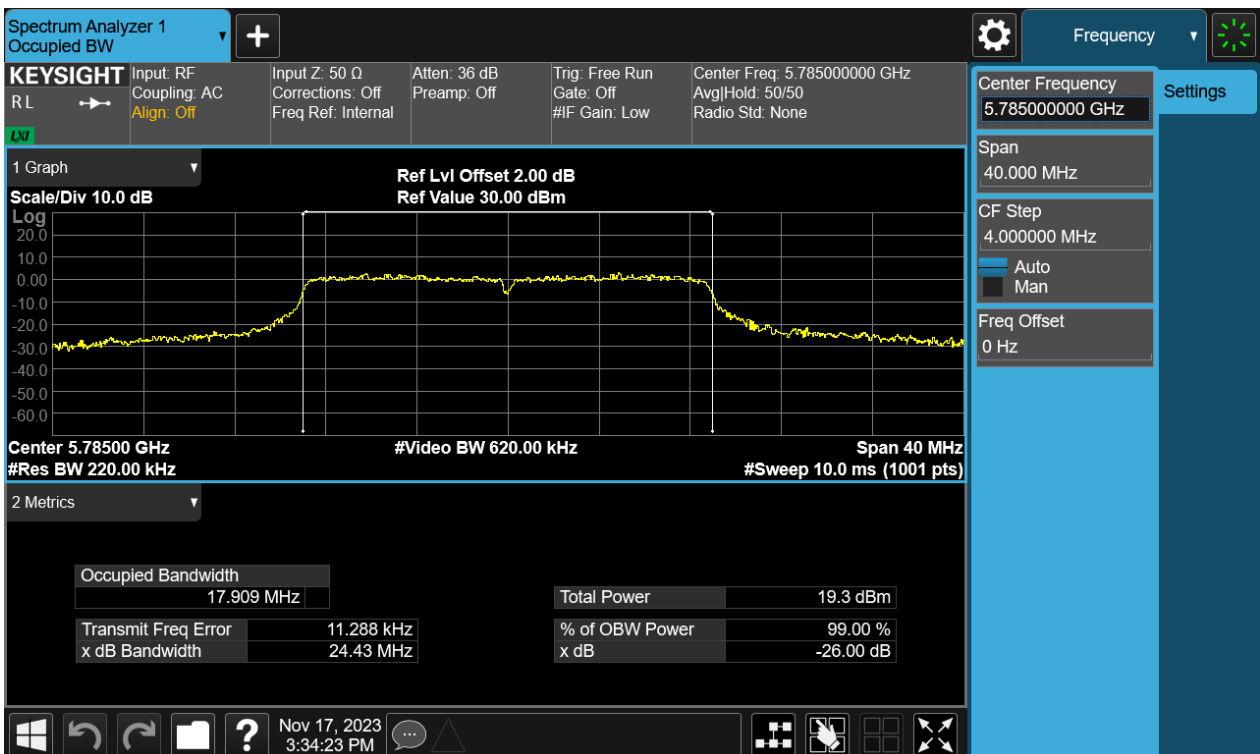 Spectrum Analyzer 1
Occupied BW
Frequency
KEYSIGHT
R L
LXI
Input: RF
Coupling: AC
Align: Off
Input Z: 50 Ω
Corrections: Off
Freq Ref: Internal
Atten: 36 dB
Preamp: Off
Trig: Free Run
Gate: Off
#IF Gain: Low
Center Freq: 5.785000000 GHz
Avg|Hold: 50/50
Radio Std: None
Center Frequency
5.785000000 GHz
Settings
Span
40.000 MHz
CF Step
4.000000 MHz
Auto
Man
Freq Offset
0 Hz
1 Graph
Ref Lvl Offset 2.00 dB
Scale/Div 10.0 dB
Ref Value 30.00 dBm
Log
20.0
10.0
0.00
-10.0
-20.0
-30.0
-40.0
-50.0
-60.0
Center 5.78500 GHz
#Video BW 620.00 kHz
Span 40 MHz
#Res BW 220.00 kHz
#Sweep 10.0 ms (1001 pts)
2 Metrics
Occupied Bandwidth
17.909 MHz
Total Power 19.3 dBm
Transmit Freq Error 11.288 kHz
% of OBW Power 99.00 %
x dB Bandwidth 24.43 MHz
x dB -26.00 dB
?
Nov 17, 2023
3:34:23 PM